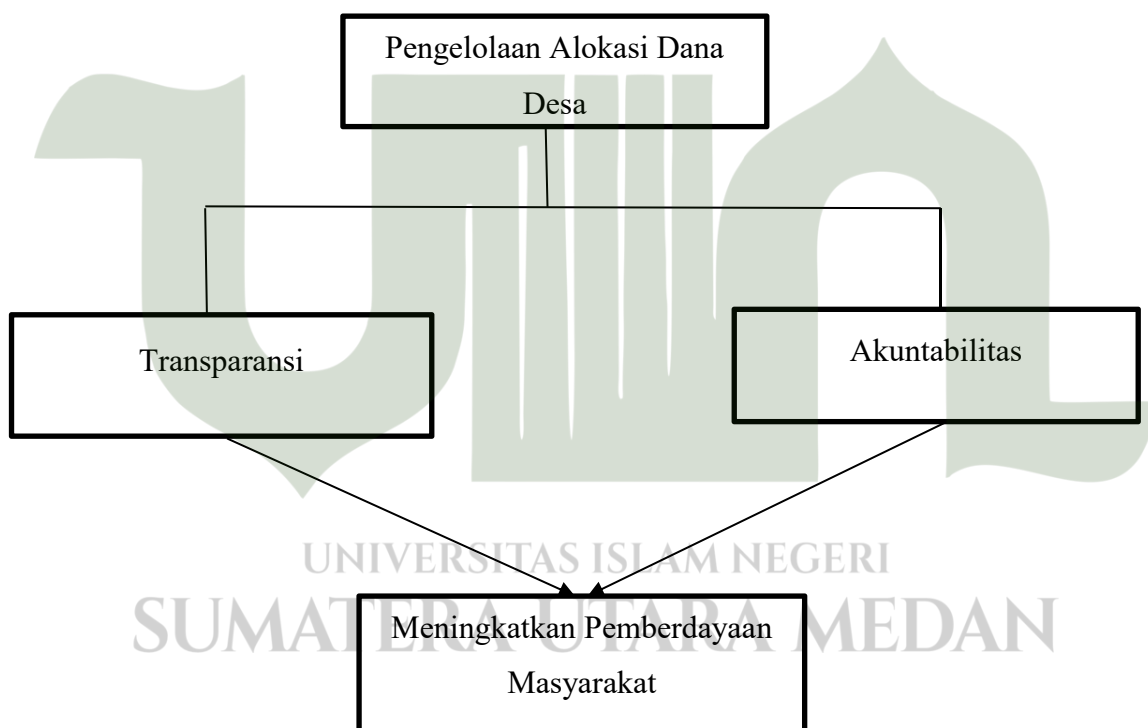 Pengelolaan Alokasi Dana
Desa
Transparansi
Akuntabilitas
UNIVERSITAS ISLAM NEGERI
SUMATERA UTARA MEDAN
Meningkatkan Pemberdayaan
Masyarakat